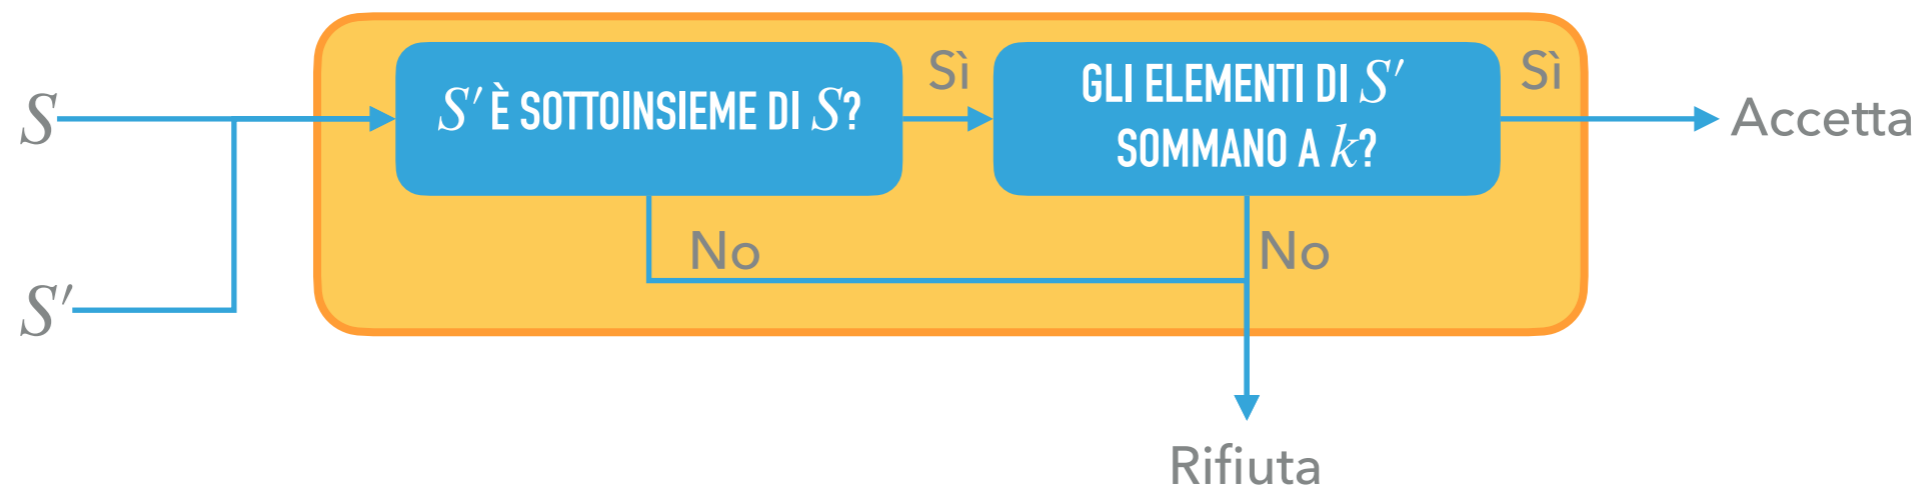 S
S′
S′ È SOTTOINSIEME DI S?
Sì
GLI ELEMENTI DI S′
SOMMANO A k?
Sì
Accetta
No
No
Rifiuta